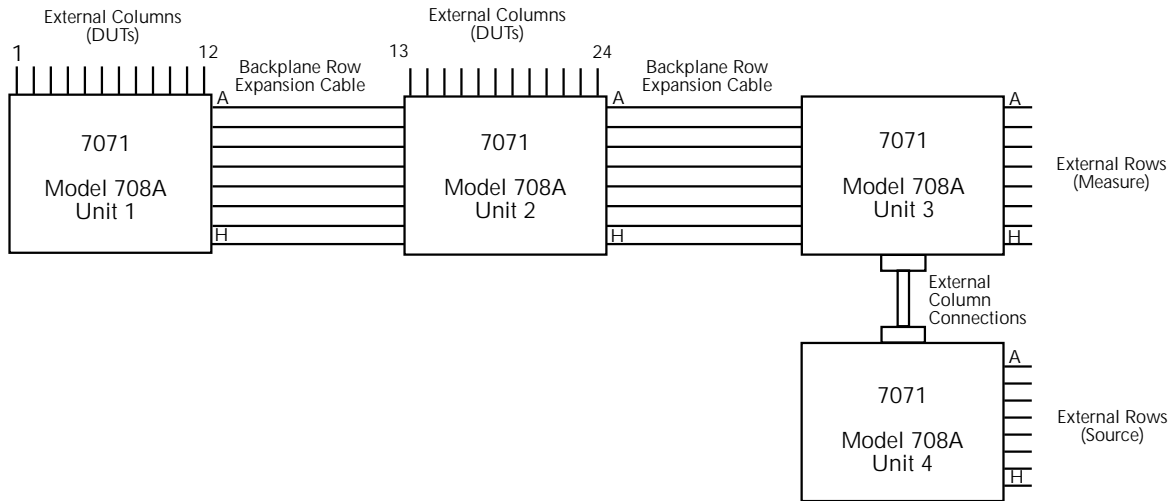 External Columns
(DUTs)
1
12
Backplane Row
Expansion Cable
External Columns
(DUTs)
13
24
Backplane Row
Expansion Cable
A
H
7071
Model 708A
Unit 1
A
H
7071
Model 708A
Unit 2
A
H
7071
Model 708A
Unit 3
External Rows
(Measure)
External
Column
Connections
A
H
7071
Model 708A
Unit 4
External Rows
(Source)